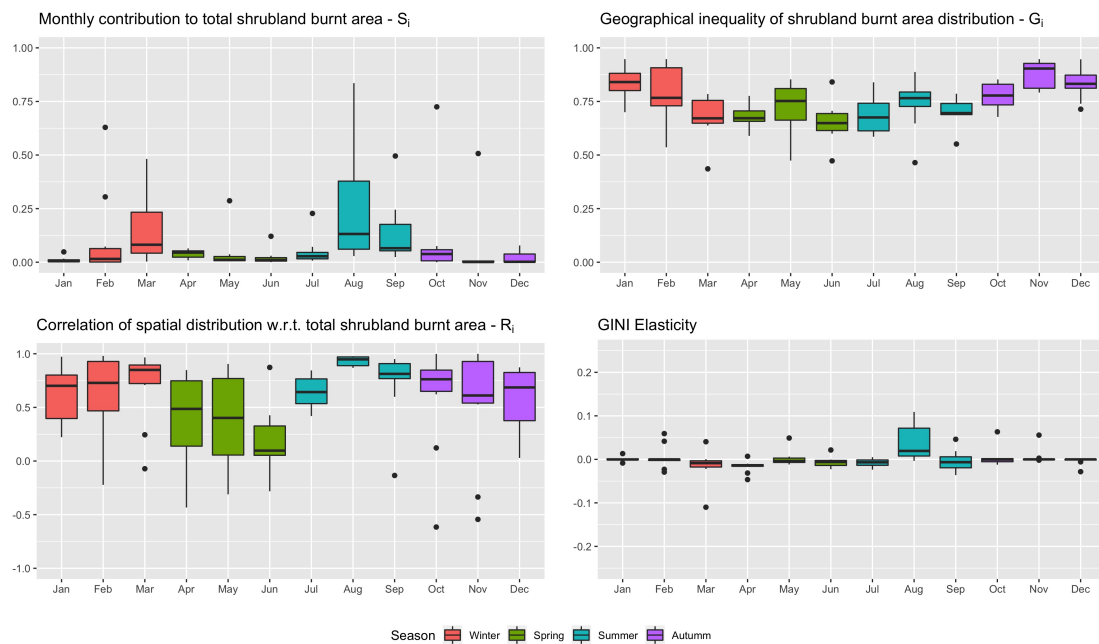 Monthly contribution to total shrubland burnt area - Si
1.00
0.75
0.50
0.25
0.00
Jan Feb Mar Apr May Jun Jul Aug Sep Oct Nov Dec
Geographical inequality of shrubland burnt area distribution - Gi
1.00
0.75
0.50
0.25
0.00
Jan Feb Mar Apr May Jun Jul Aug Sep Oct Nov Dec
Correlation of spatial distribution w.r.t. total shrubland burnt area - Ri
1.0
0.5
0.0
-0.5
-1.0
Jan Feb Mar Apr May Jun Jul Aug Sep Oct Nov Dec
GINI Elasticity
0.2
0.1
0.0
-0.1
-0.2
Jan Feb Mar Apr May Jun Jul Aug Sep Oct Nov Dec
Season Winter Spring Summer Autumm